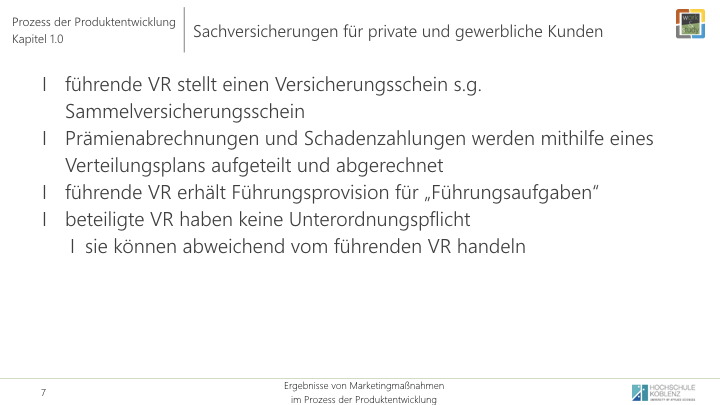 Prozess der Produktentwicklung
Kapitel 1.0
Sachversicherungen für private und gewerbliche Kunden
work
study
l führende VR stellt einen Versicherungsschein s.g.
Sammelversicherungsschein
l Prämienabrechnungen und Schadenzahlungen werden mithilfe eines
Verteilungsplans aufgeteilt und abgerechnet
l führende VR erhält Führungsprovision für „Führungsaufgaben“
l beteiligte VR haben keine Unterordnungspflicht
l sie können abweichend vom führenden VR handeln
7
Ergebnisse von Marketingmaßnahmen
im Prozess der Produktentwicklung
HOCHSCHULE
KOBLENZ
UNIVERSITY OF APPLIED SCIENCES